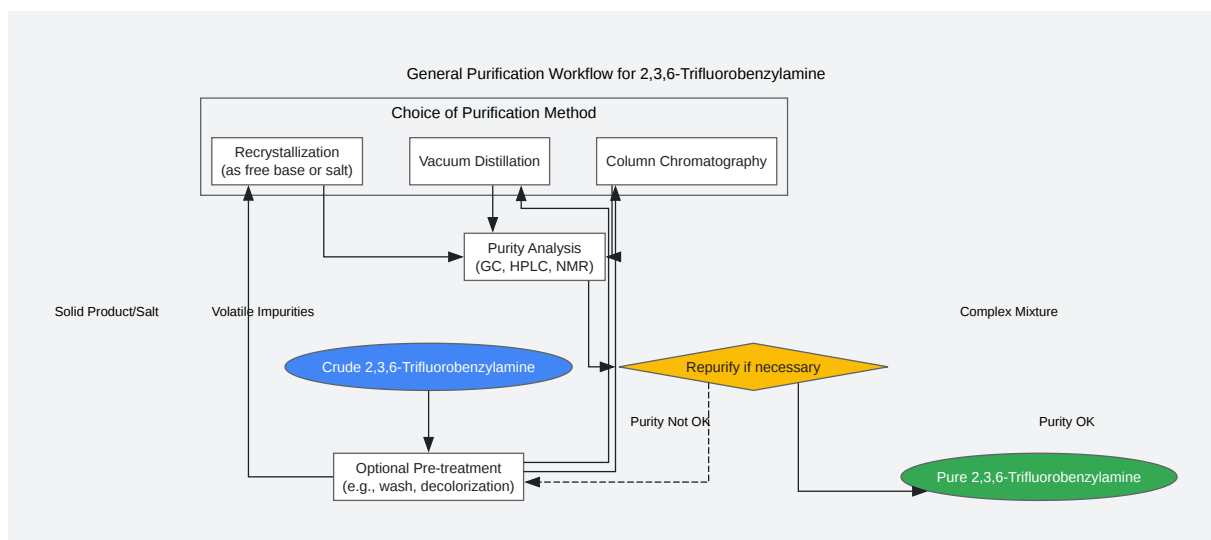 General Purification Workflow for 2,3,6-Trifluorobenzylamine
Choice of Purification Method
Recrystallization
(as free base or salt)
Vacuum Distillation
Column Chromatography
Purity Analysis
(GC, HPLC, NMR)
Solid Product/Salt
Volatile Impurities
Complex Mixture
Crude 2,3,6-Trifluorobenzylamine
Repurify if necessary
Purity Not OK
Purity OK
Optional Pre-treatment
(e.g., wash, decolorization)
Pure 2,3,6-Trifluorobenzylamine